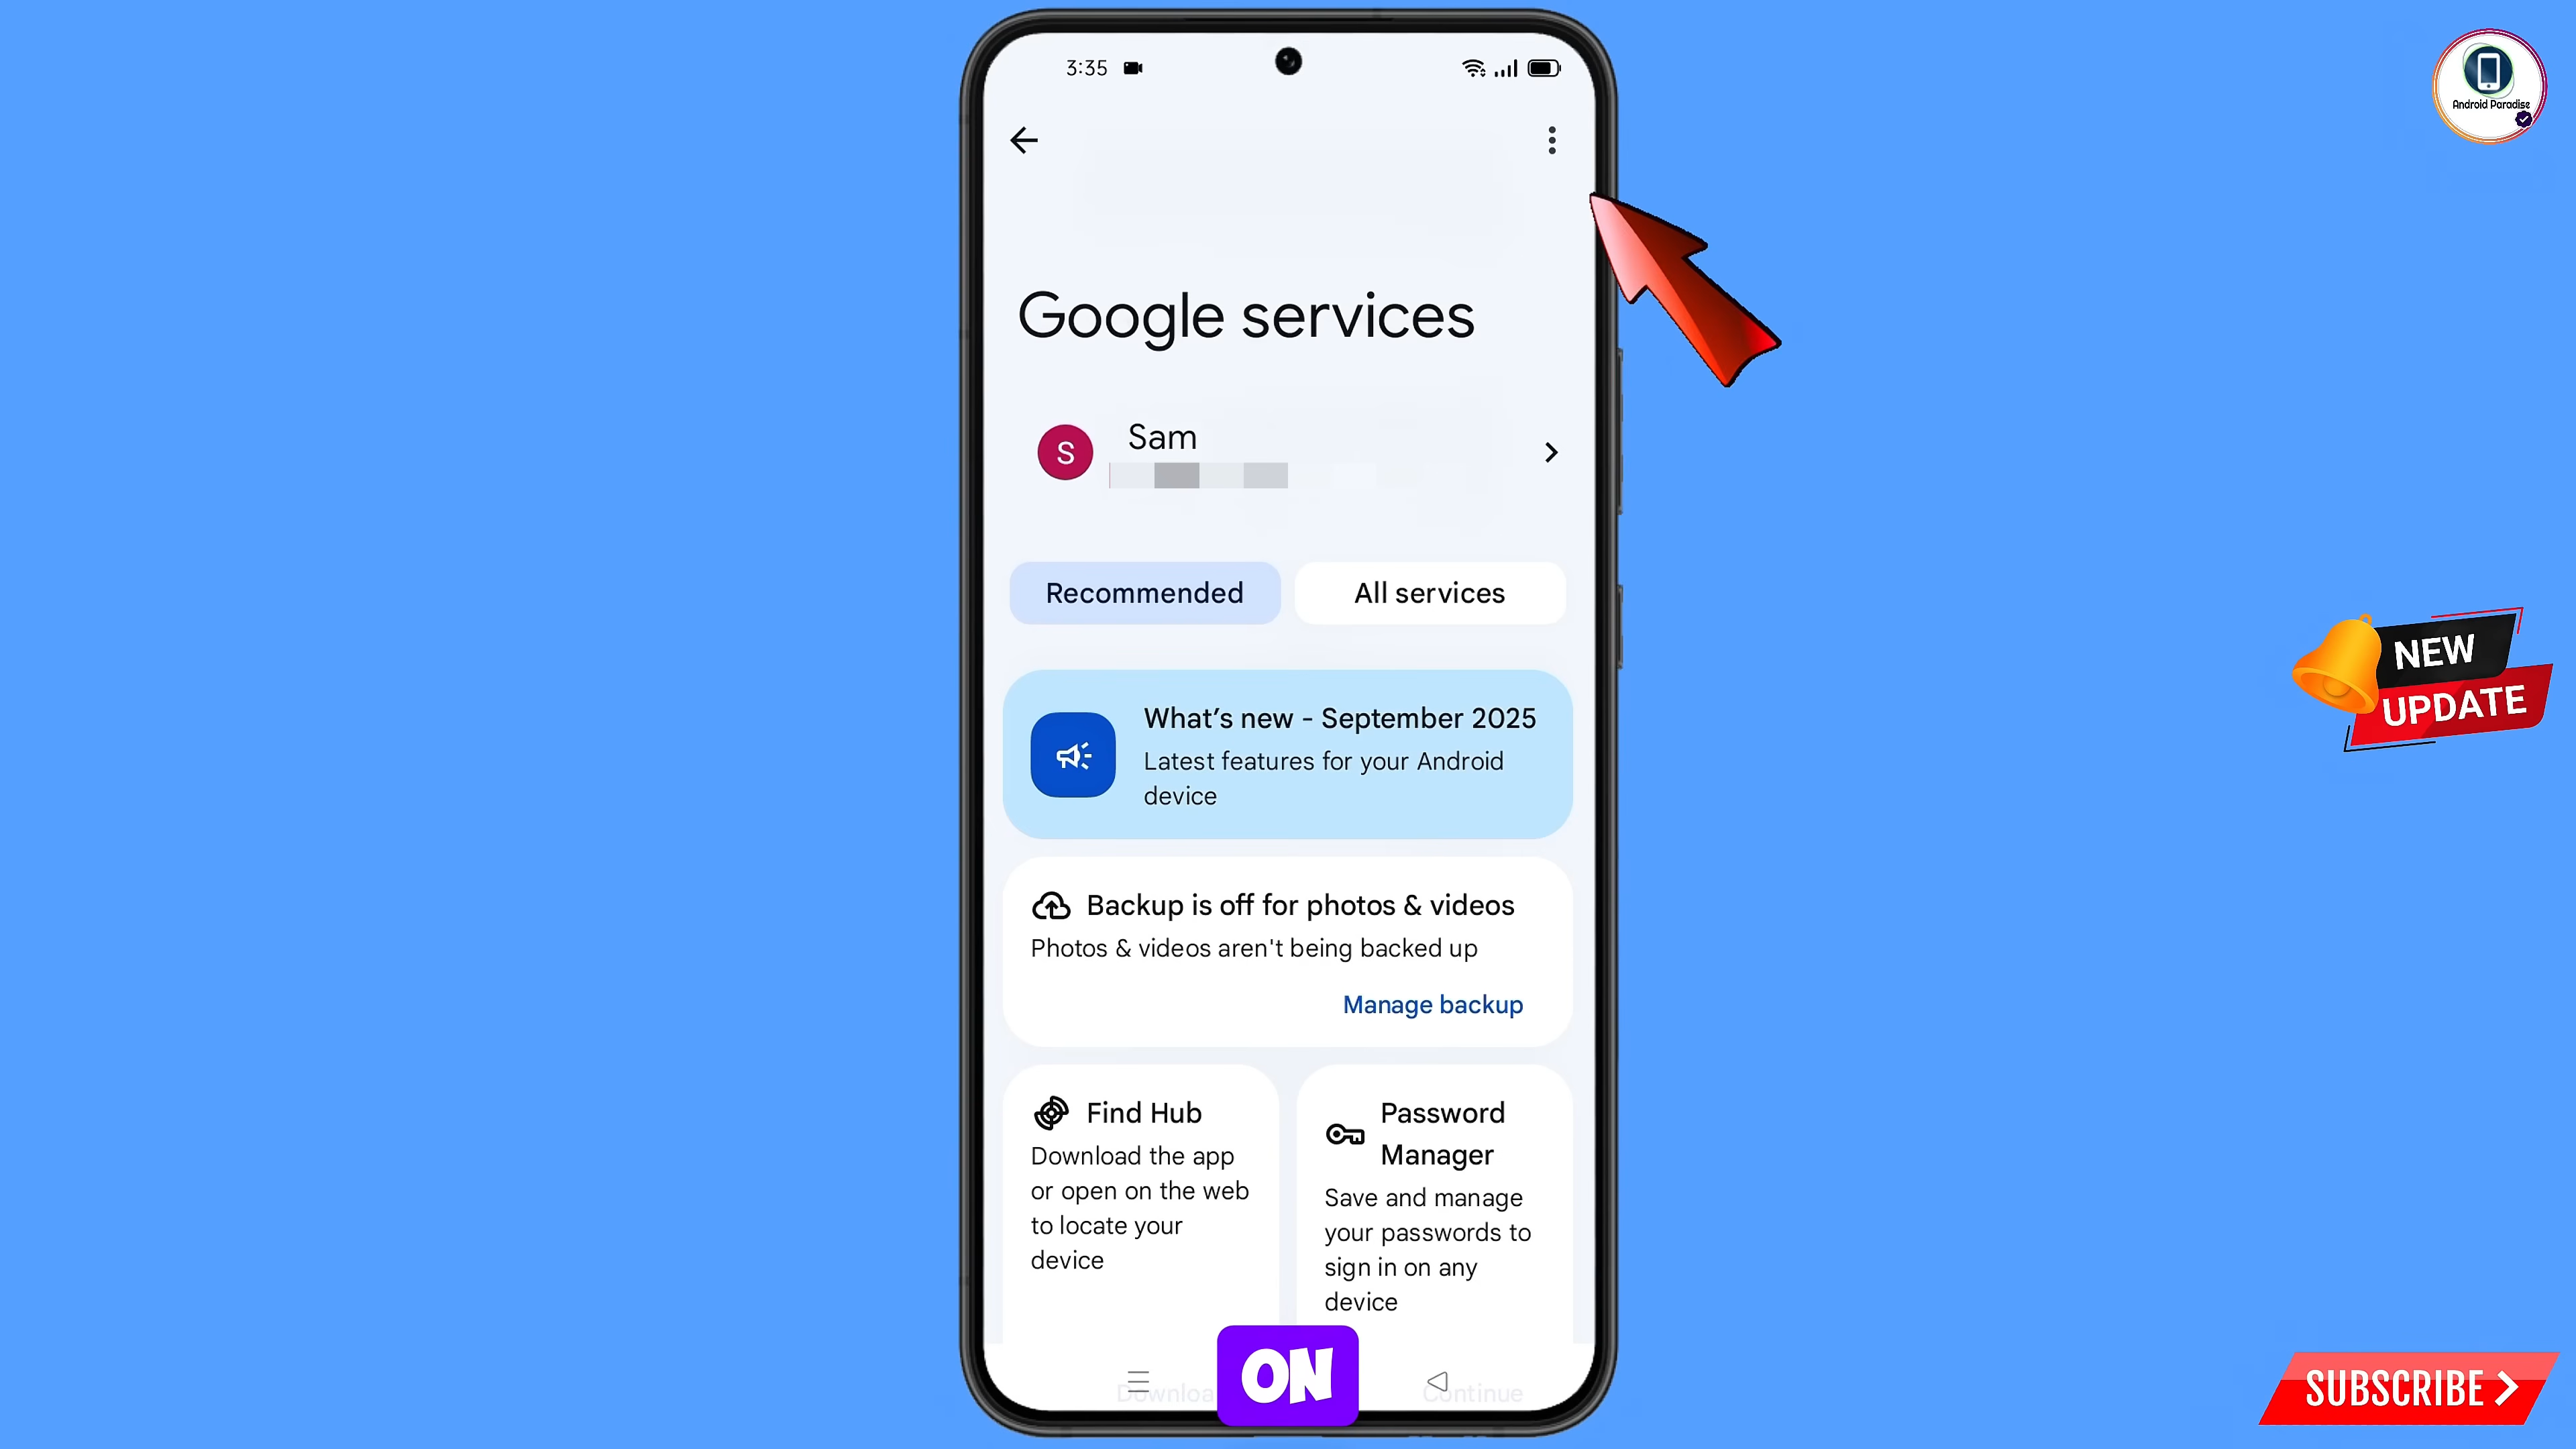 3:35
Android Paradise
Google services
S
Sam
Recommended
All services
What's new - September 2025
Latest features for your Android
device
NEW
UPDATE
Backup is off for photos & videos
Photos & videos aren't being backed up
Manage backup
Find Hub
Download the app
or open on the web
to locate your
device
Password
Manager
Save and manage
your passwords to
sign in on any
device
ON
Continue
SUBSCRIBE